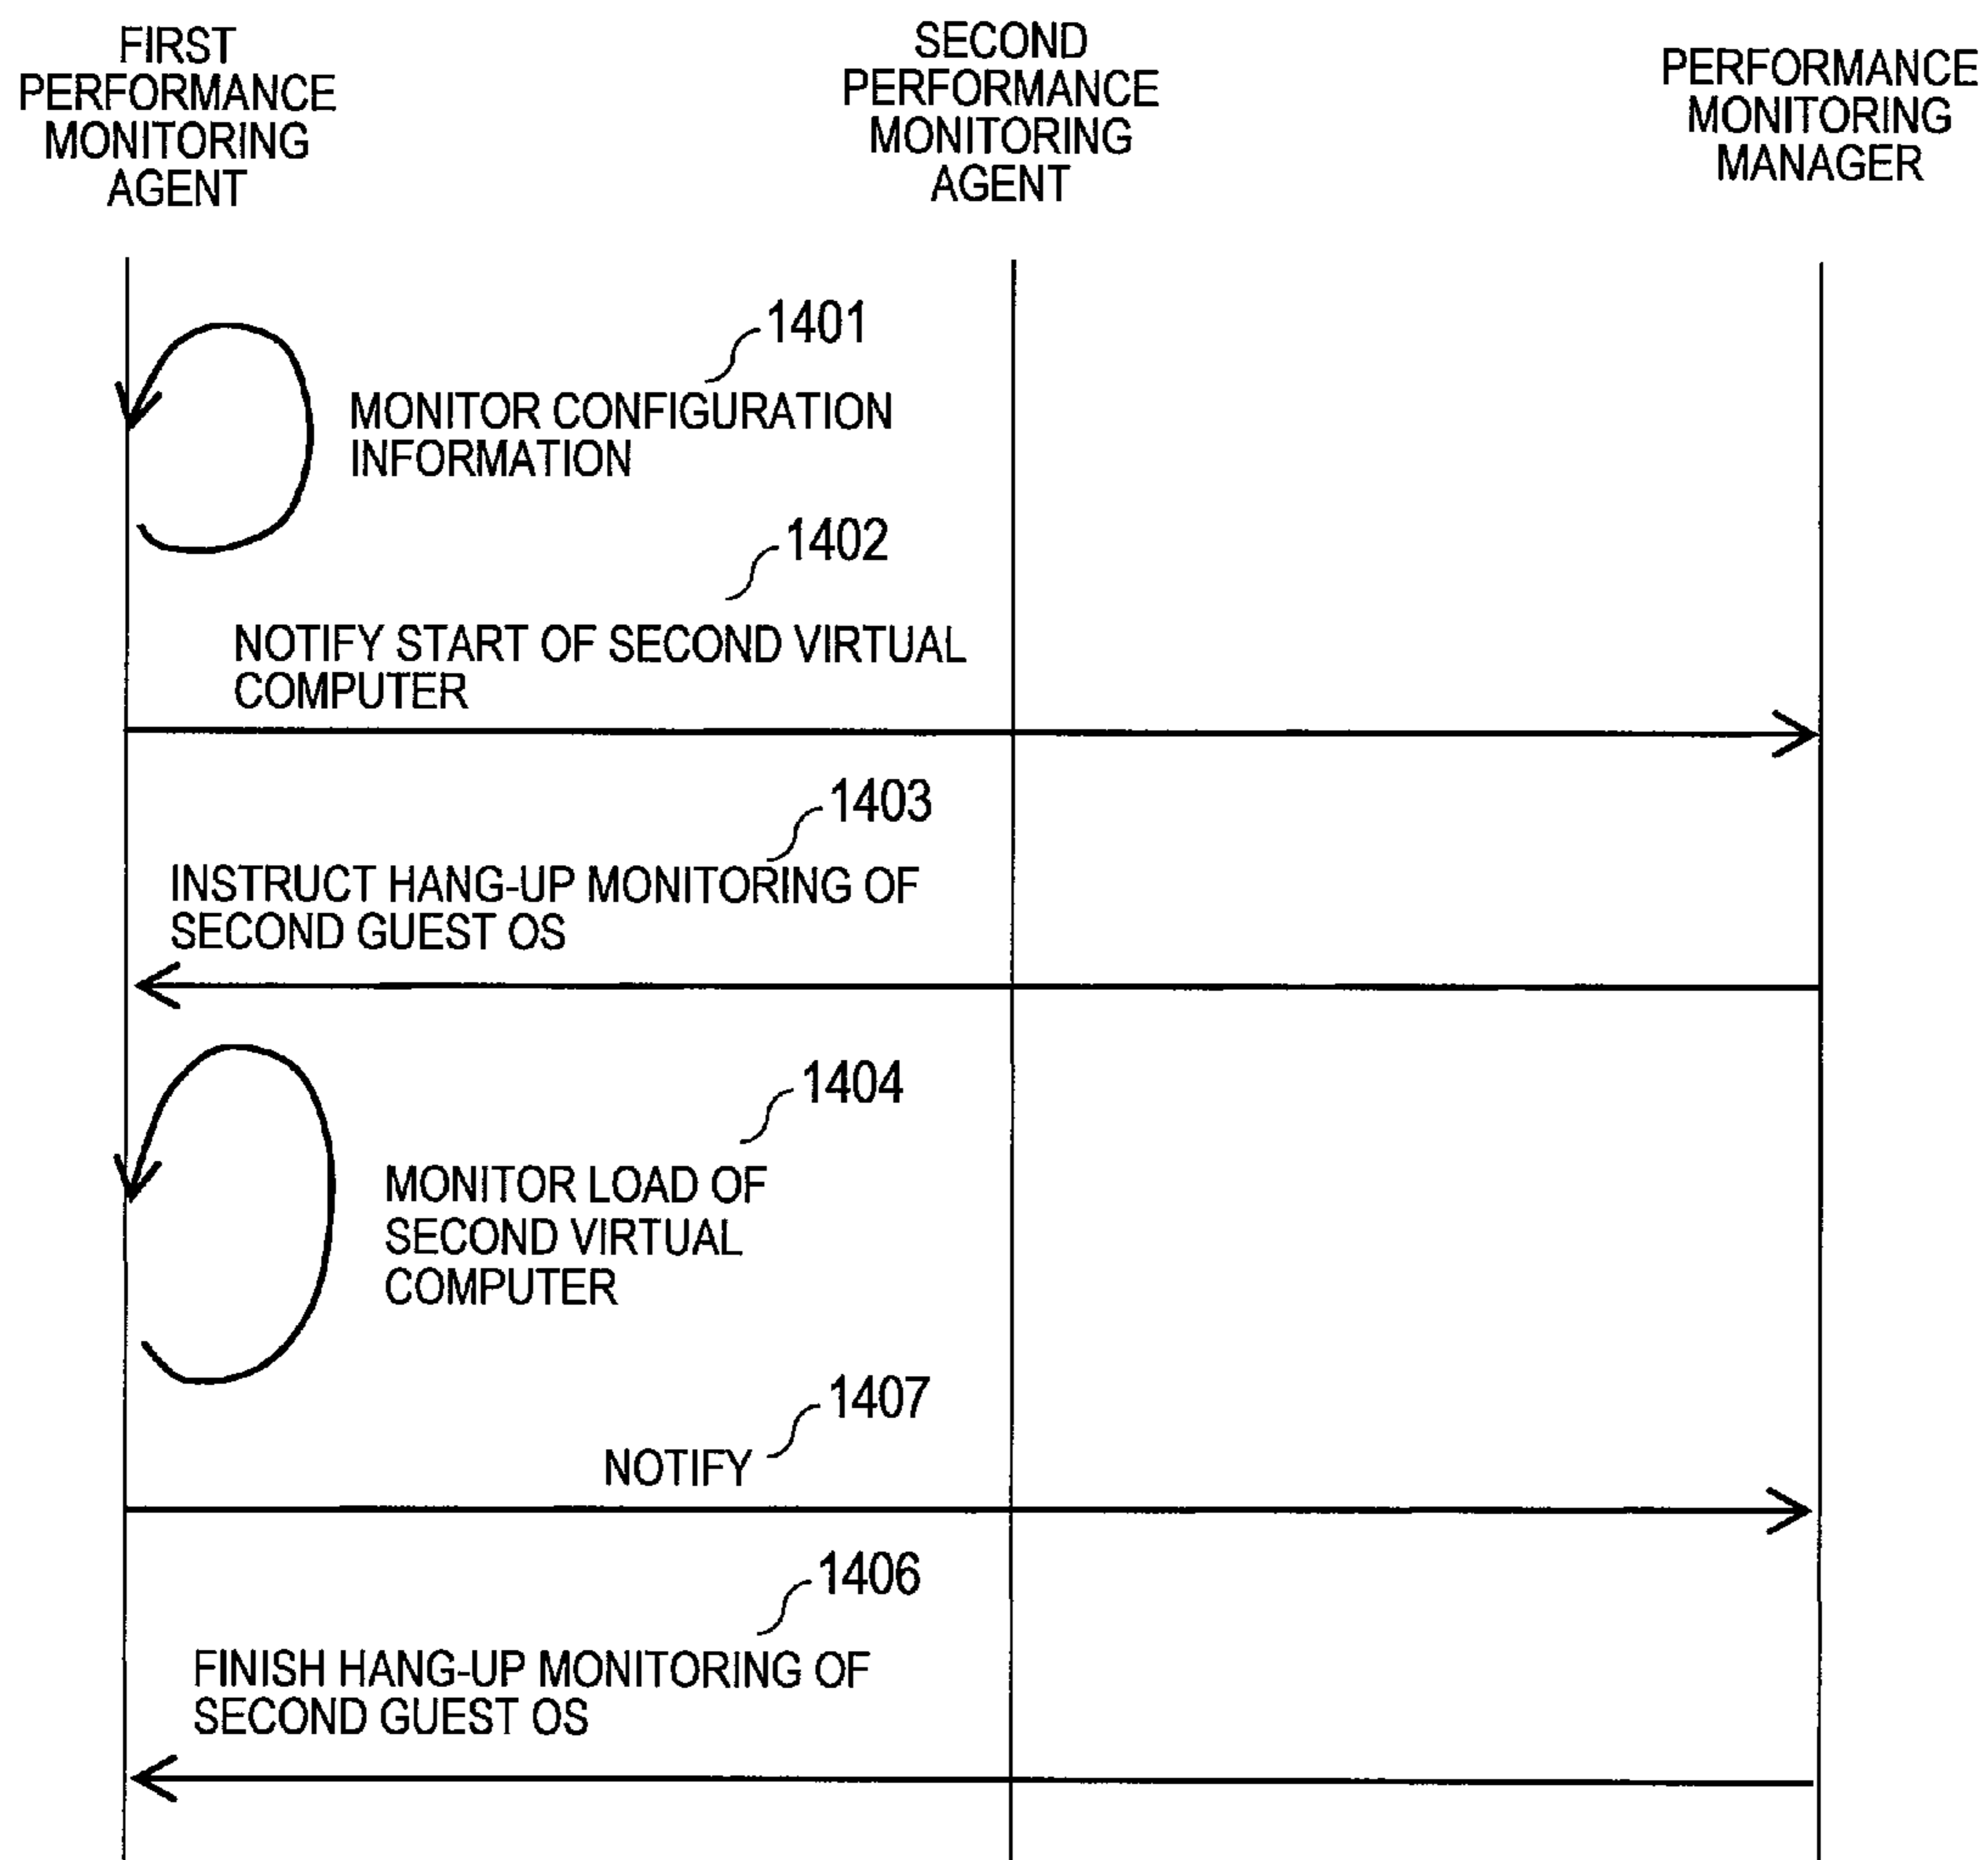 FIRST
PERFORMANCE
MONITORING
AGENT
SECOND
PERFORMANCE
MONITORING
AGENT
PERFORMANCE
MONITORING
MANAGER
1401
MONITOR CONFIGURATION
INFORMATION
1402
NOTIFY START OF SECOND VIRTUAL
COMPUTER
1403
INSTRUCT HANG-UP MONITORING OF
SECOND GUEST OS
1404
MONITOR LOAD OF
SECOND VIRTUAL
COMPUTER
1407
NOTIFY
1406
FINISH HANG-UP MONITORING OF
SECOND GUEST OS